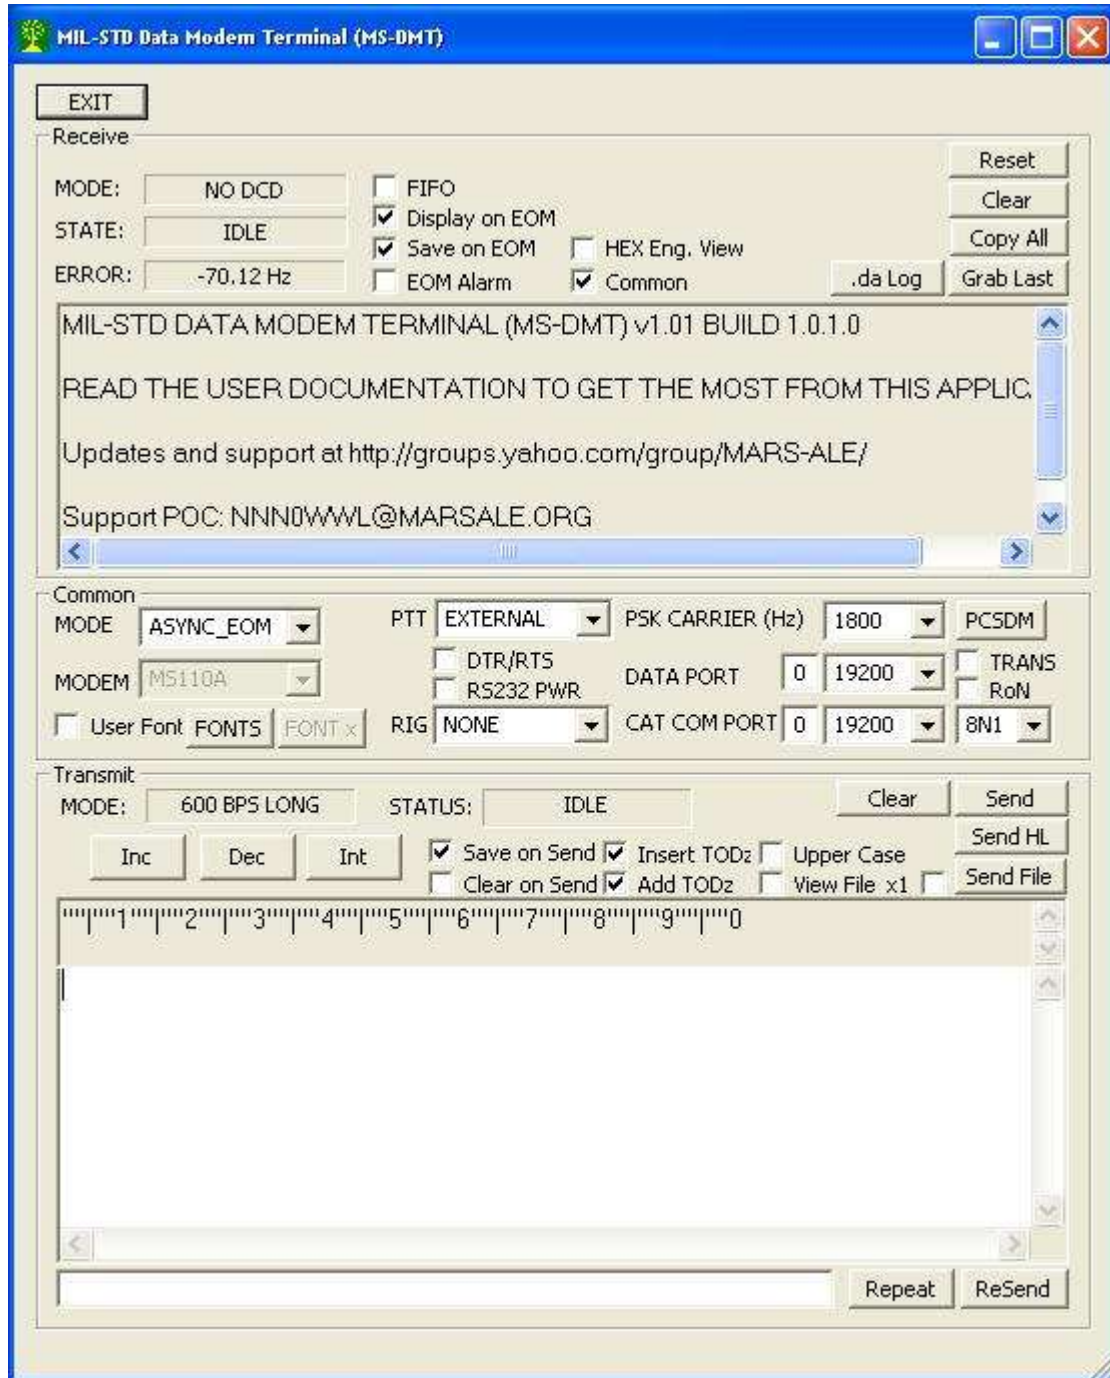 MIL-STD Data Modem Terminal (MS-DMT)
EXIT
Receive
Reset
MODE: NO DCD FIFO
Clear
Display on EOM
STATE: IDLE
Copy All
Save on EOM HEX Eng. View
ERROR: -70.12 Hz EOM Alarm Common .da Log Grab Last
MIL-STD DATA MODEM TERMINAL (MS-DMT) v1.01 BUILD 1.0.1.0
READ THE USER DOCUMENTATION TO GET THE MOST FROM THIS APPLIC
Updates and support at http://groups.yahoo.com/group/MARS-ALE/
Support POC: NNN0WWL@MARSALE.ORG
Common
MODE ASYNC_EOM PTT EXTERNAL PSK CARRIER (Hz) 1800 PCSDM
DTR/RTS TRANS
MODEM MS110A DATA PORT 0 19200
RS232 PWR RoN
User Font FONTS FONT x RIG NONE CAT COM PORT 0 19200 8N1
Transmit
MODE: 600 BPS LONG STATUS: IDLE Clear Send
Send HL
Inc Dec Int Save on Send Insert TODz Upper Case
Clear on Send Add TODz View File x1 Send File
""|""1""|""2""|""3""|""4""|""5""|""6""|""7""|""8""|""9""|""0
Repeat ReSend